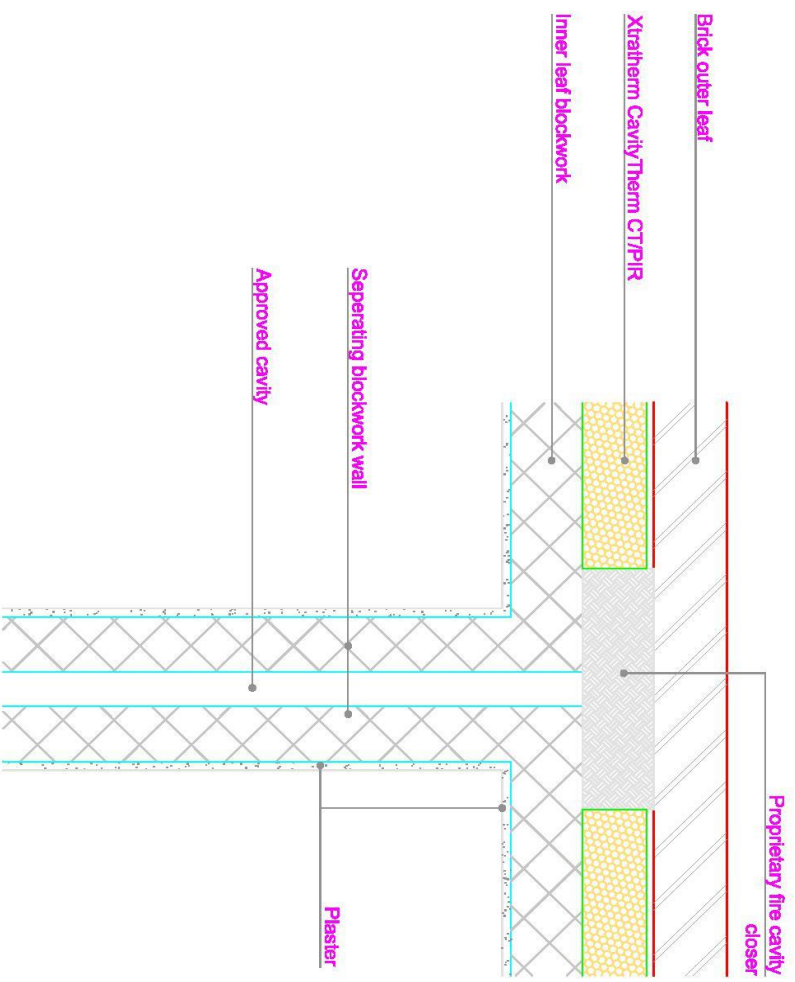 Brick outer leaf
Xtratherm CavityTherm CT/PIR
Inner leaf blockwork
Seperating blockwork wall
Approved cavity
Proprietary fire cavity
closer
Plaster